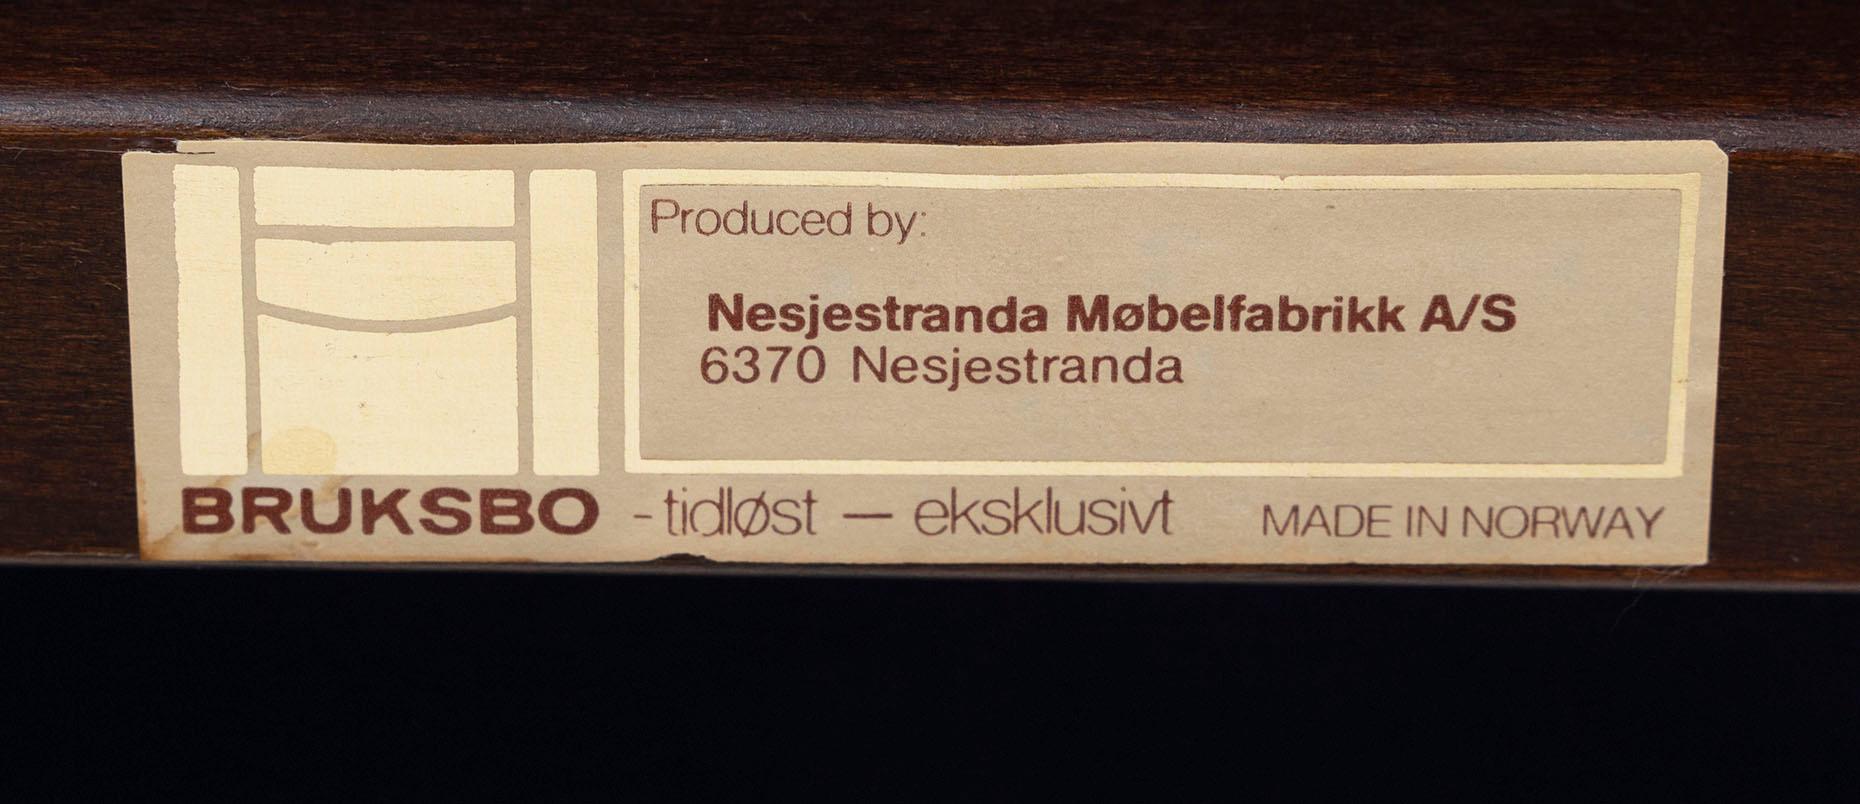 Produced by:
Nesjestranda Møbelfabrikk A/S
6370 Nesjestranda
BRUKSBO - tidløst — eksklusivt MADE IN NORWAY